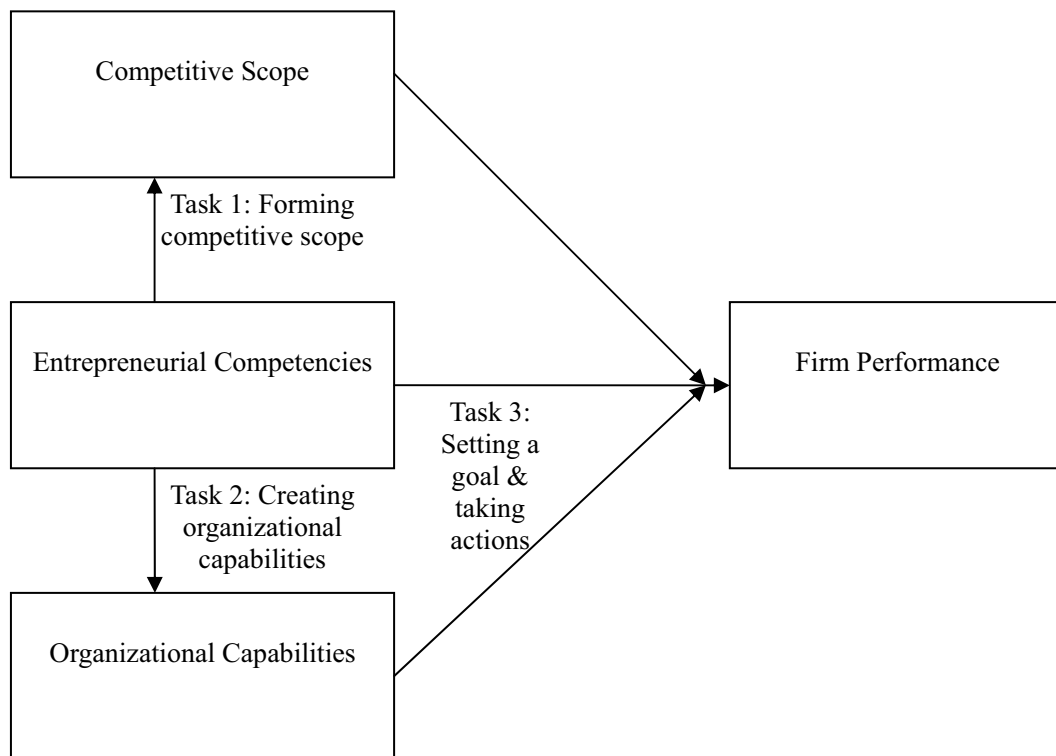 Competitive Scope
Task 1: Forming
competitive scope
Entrepreneurial Competencies
Firm Performance
Task 3:
Setting a
goal &
taking
actions
Task 2: Creating
organizational
capabilities
Organizational Capabilities